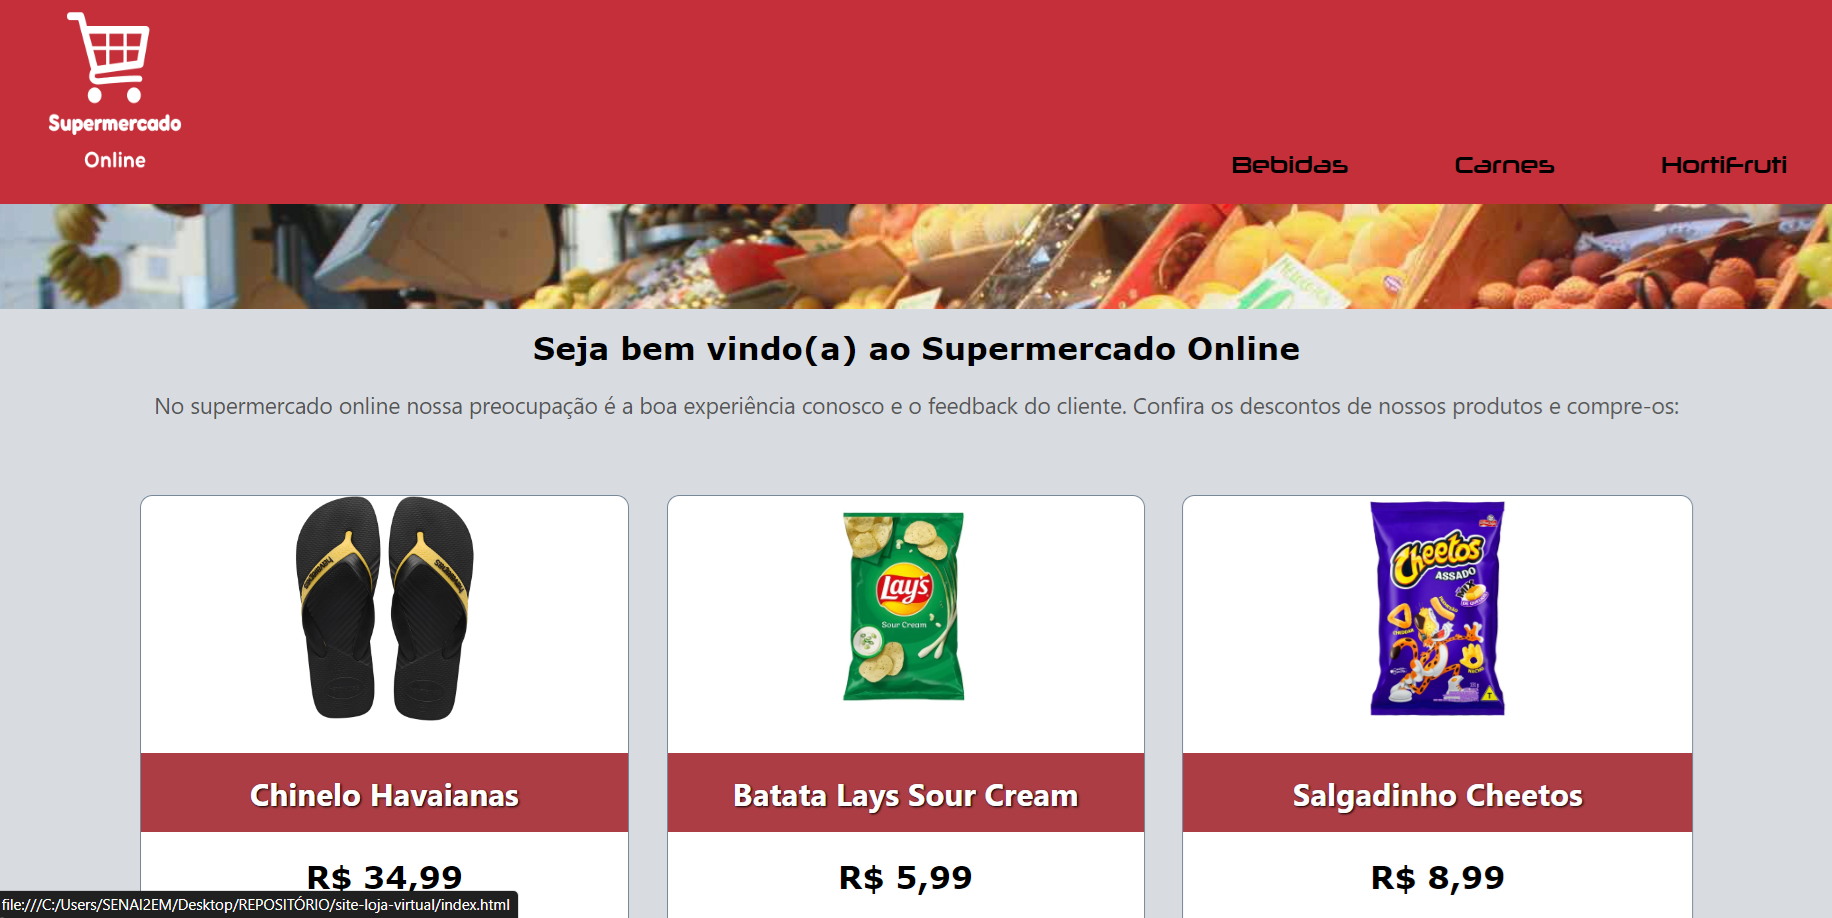 Supermercado
Online
Bebidas Carnes HortiFruti
Seja bem vindo(a) ao Supermercado Online
No supermercado online nossa preocupação é a boa experiência conosco e o feedback do cliente. Confira os descontos de nossos produtos e compre-os:
Lay's
Sour Cream
Cheetos
ASSADO
Chinelo Havaianas
Batata Lays Sour Cream
Salgadinho Cheetos
R$ 34,99
R$ 5,99
R$ 8,99
file:///C:/Users/SENAI2EM/Desktop/REPOSITÓRIO/site-loja-virtual/index.html